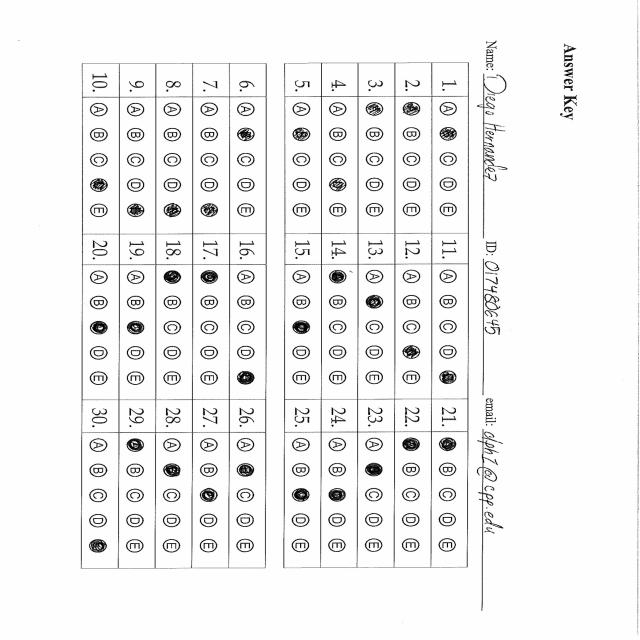 Answer Key
Name: Diego Hernandez ID: 017480645 email: dph1@cpp.edu
1. A C D E 11. A B C D 21. B C D E
2. B C D E 12. A B C E 22. B C D E
3. B C D E 13. A C D E 23. A C D E
4. A B C E 14. B C D E 24. A B D E
5. A C D E 15. A B D E 25. A B D E
6. A C D E 16. A B C D 26. A C D E
7. A B C D 17. B C D E 27. A B D E
8. A B C D 18. B C D E 28. A C D E
9. A B C D 19. A B D E 29. B C D E
10. A B C E 20. A B D E 30. A B C D